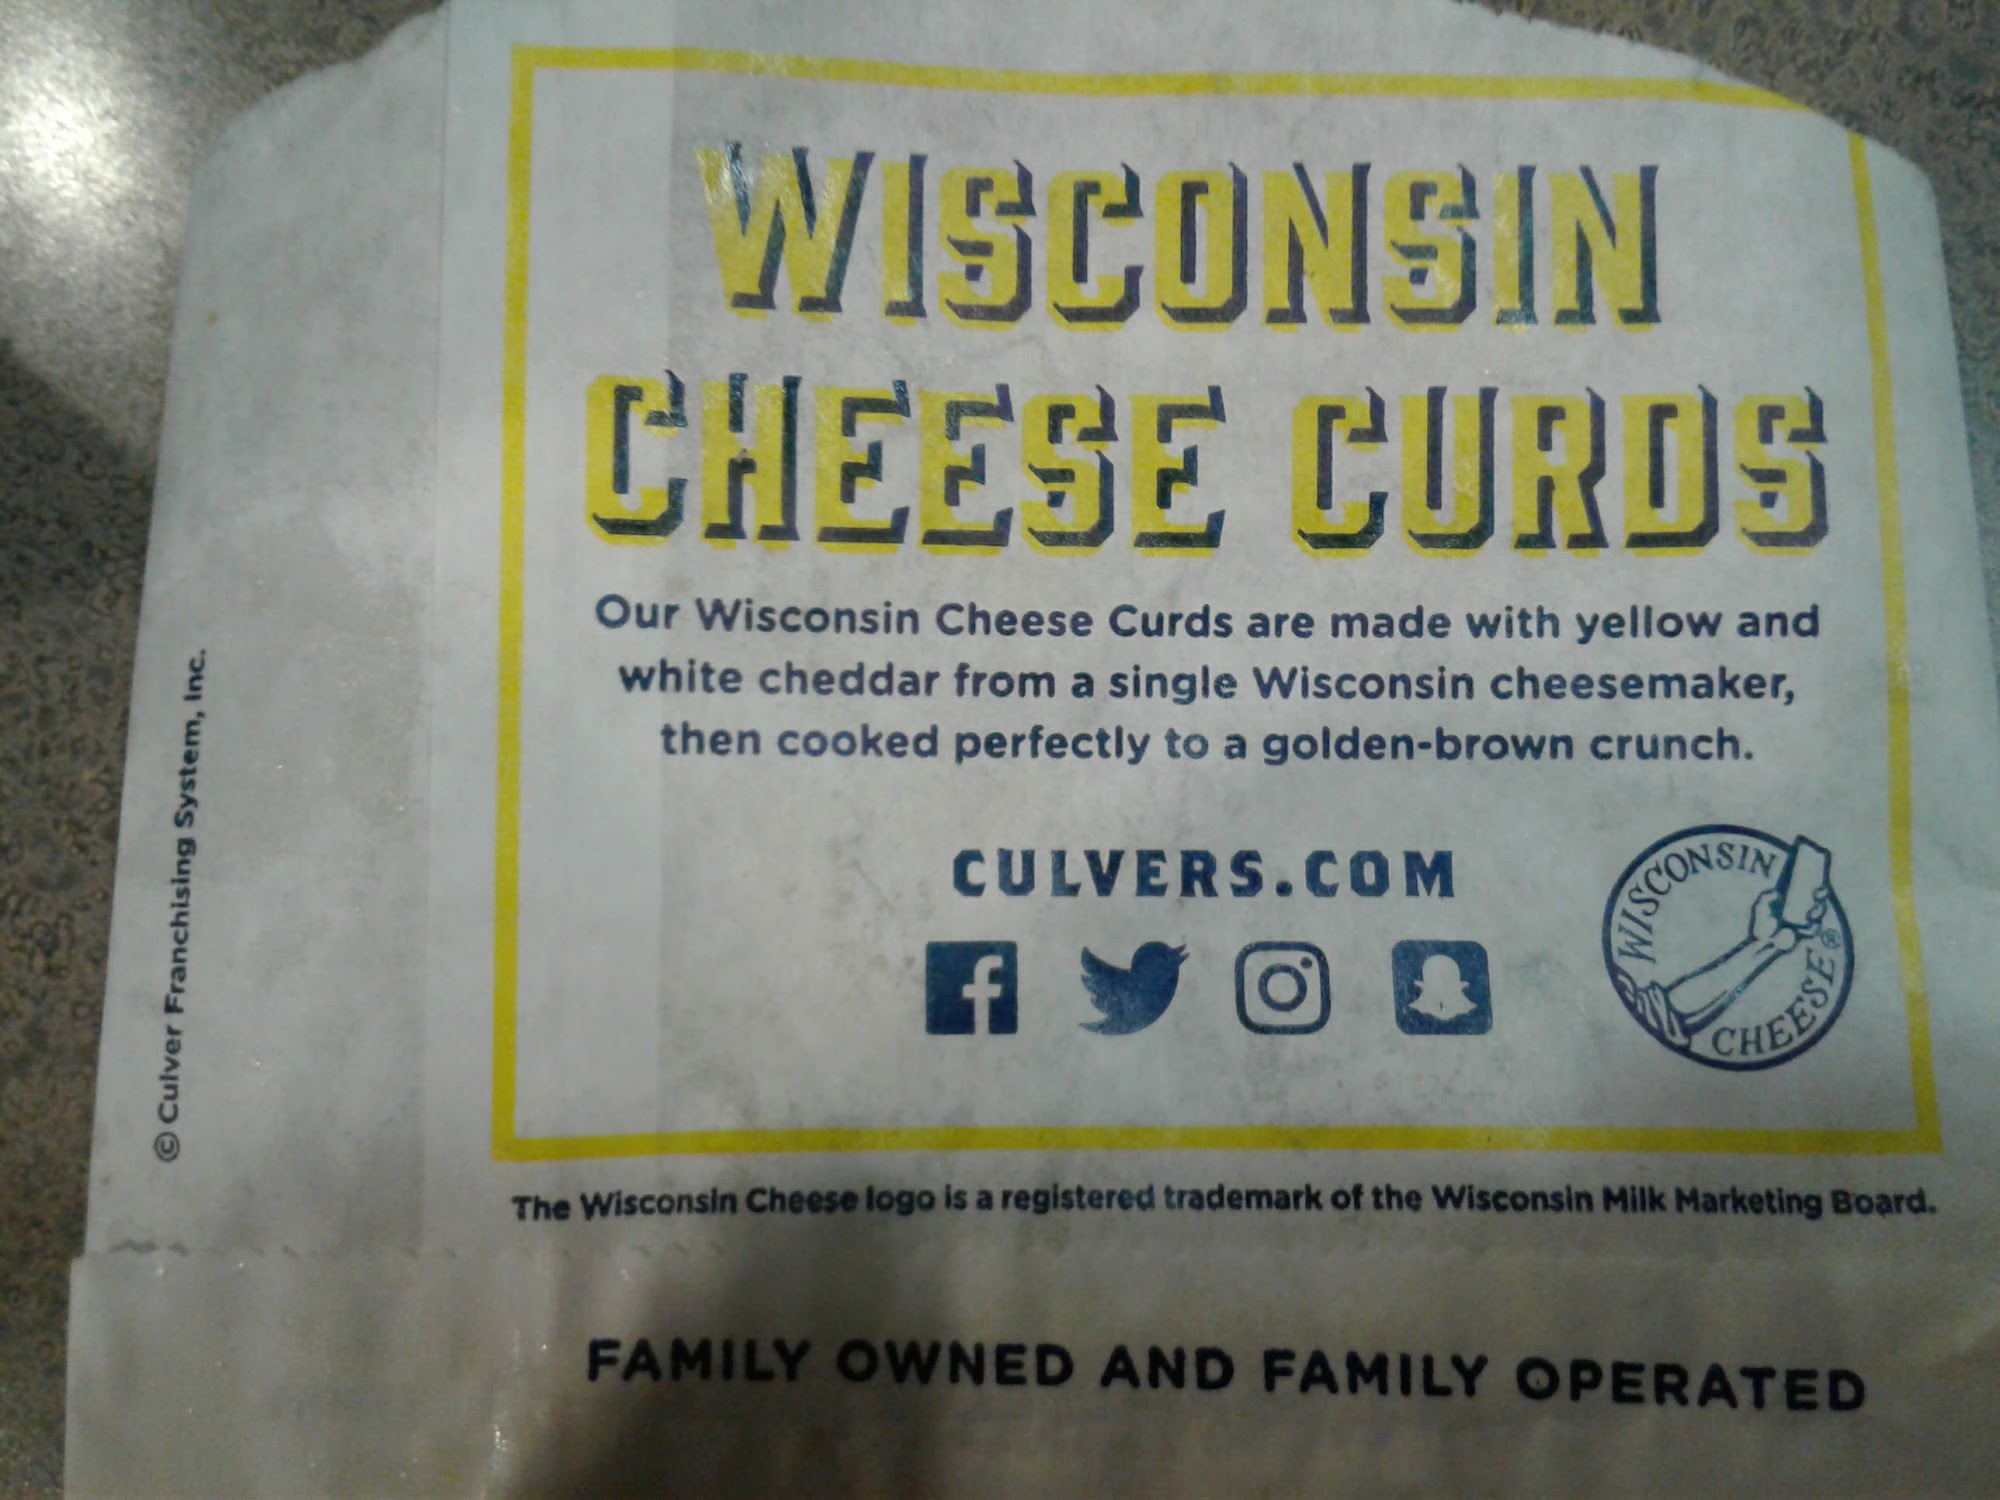 WISCONSIN
CHEESE CURDS
Our Wisconsin Cheese Curds are made with yellow and
white cheddar from a single Wisconsin cheesemaker,
then cooked perfectly to a golden-brown crunch.
CULVERS.COM
WISCONSIN
CHEESE®
The Wisconsin Cheese logo is a registered trademark of the Wisconsin Milk Marketing Board.
FAMILY OWNED AND FAMILY OPERATED
© Culver Franchising System, Inc.